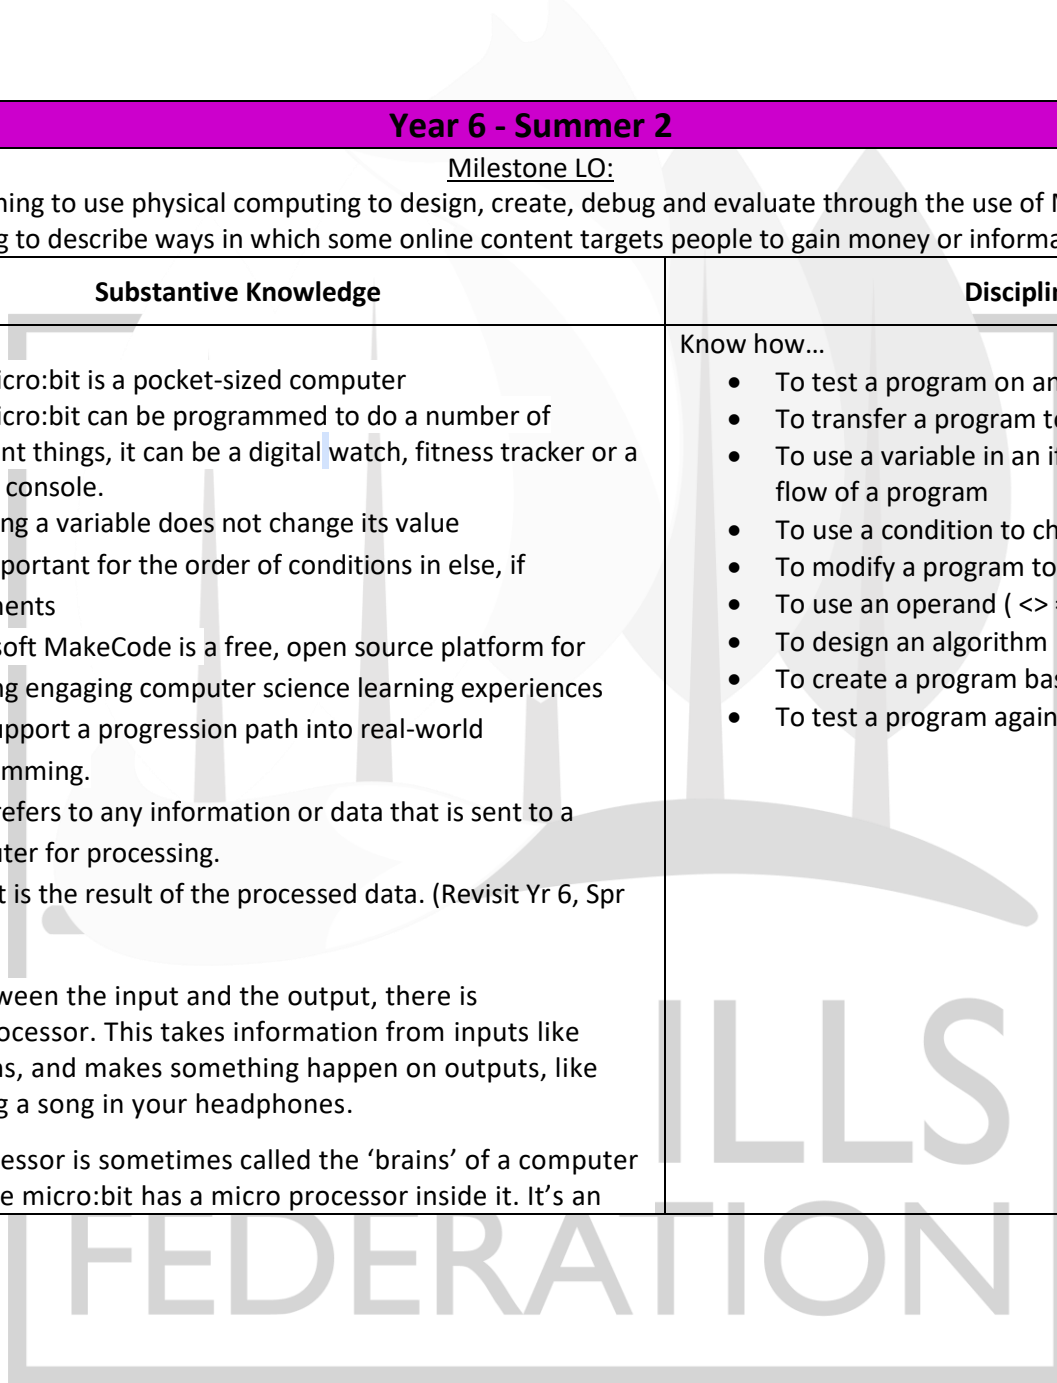 Year 6 - Summer 2
Milestone LO:
ning to use physical computing to design, create, debug and evaluate through the use of M
g to describe ways in which some online content targets people to gain money or informa
Substantive Knowledge
Disciplin
icro:bit is a pocket-sized computer
icro:bit can be programmed to do a number of
nt things, it can be a digital watch, fitness tracker or a
console.
ng a variable does not change its value
portant for the order of conditions in else, if
nents
soft MakeCode is a free, open source platform for
ng engaging computer science learning experiences
upport a progression path into real-world
mming.
refers to any information or data that is sent to a
uter for processing.
t is the result of the processed data. (Revisit Yr 6, Spr
ween the input and the output, there is
ocessor. This takes information from inputs like
ns, and makes something happen on outputs, like
g a song in your headphones.
essor is sometimes called the ‘brains’ of a computer
e micro:bit has a micro processor inside it. It’s an
Know how…
• To test a program on an
• To transfer a program to
• To use a variable in an if
flow of a program
• To use a condition to ch
• To modify a program to
• To use an operand ( <> =
• To design an algorithm
• To create a program bas
• To test a program again
ILLS
FEDERATION